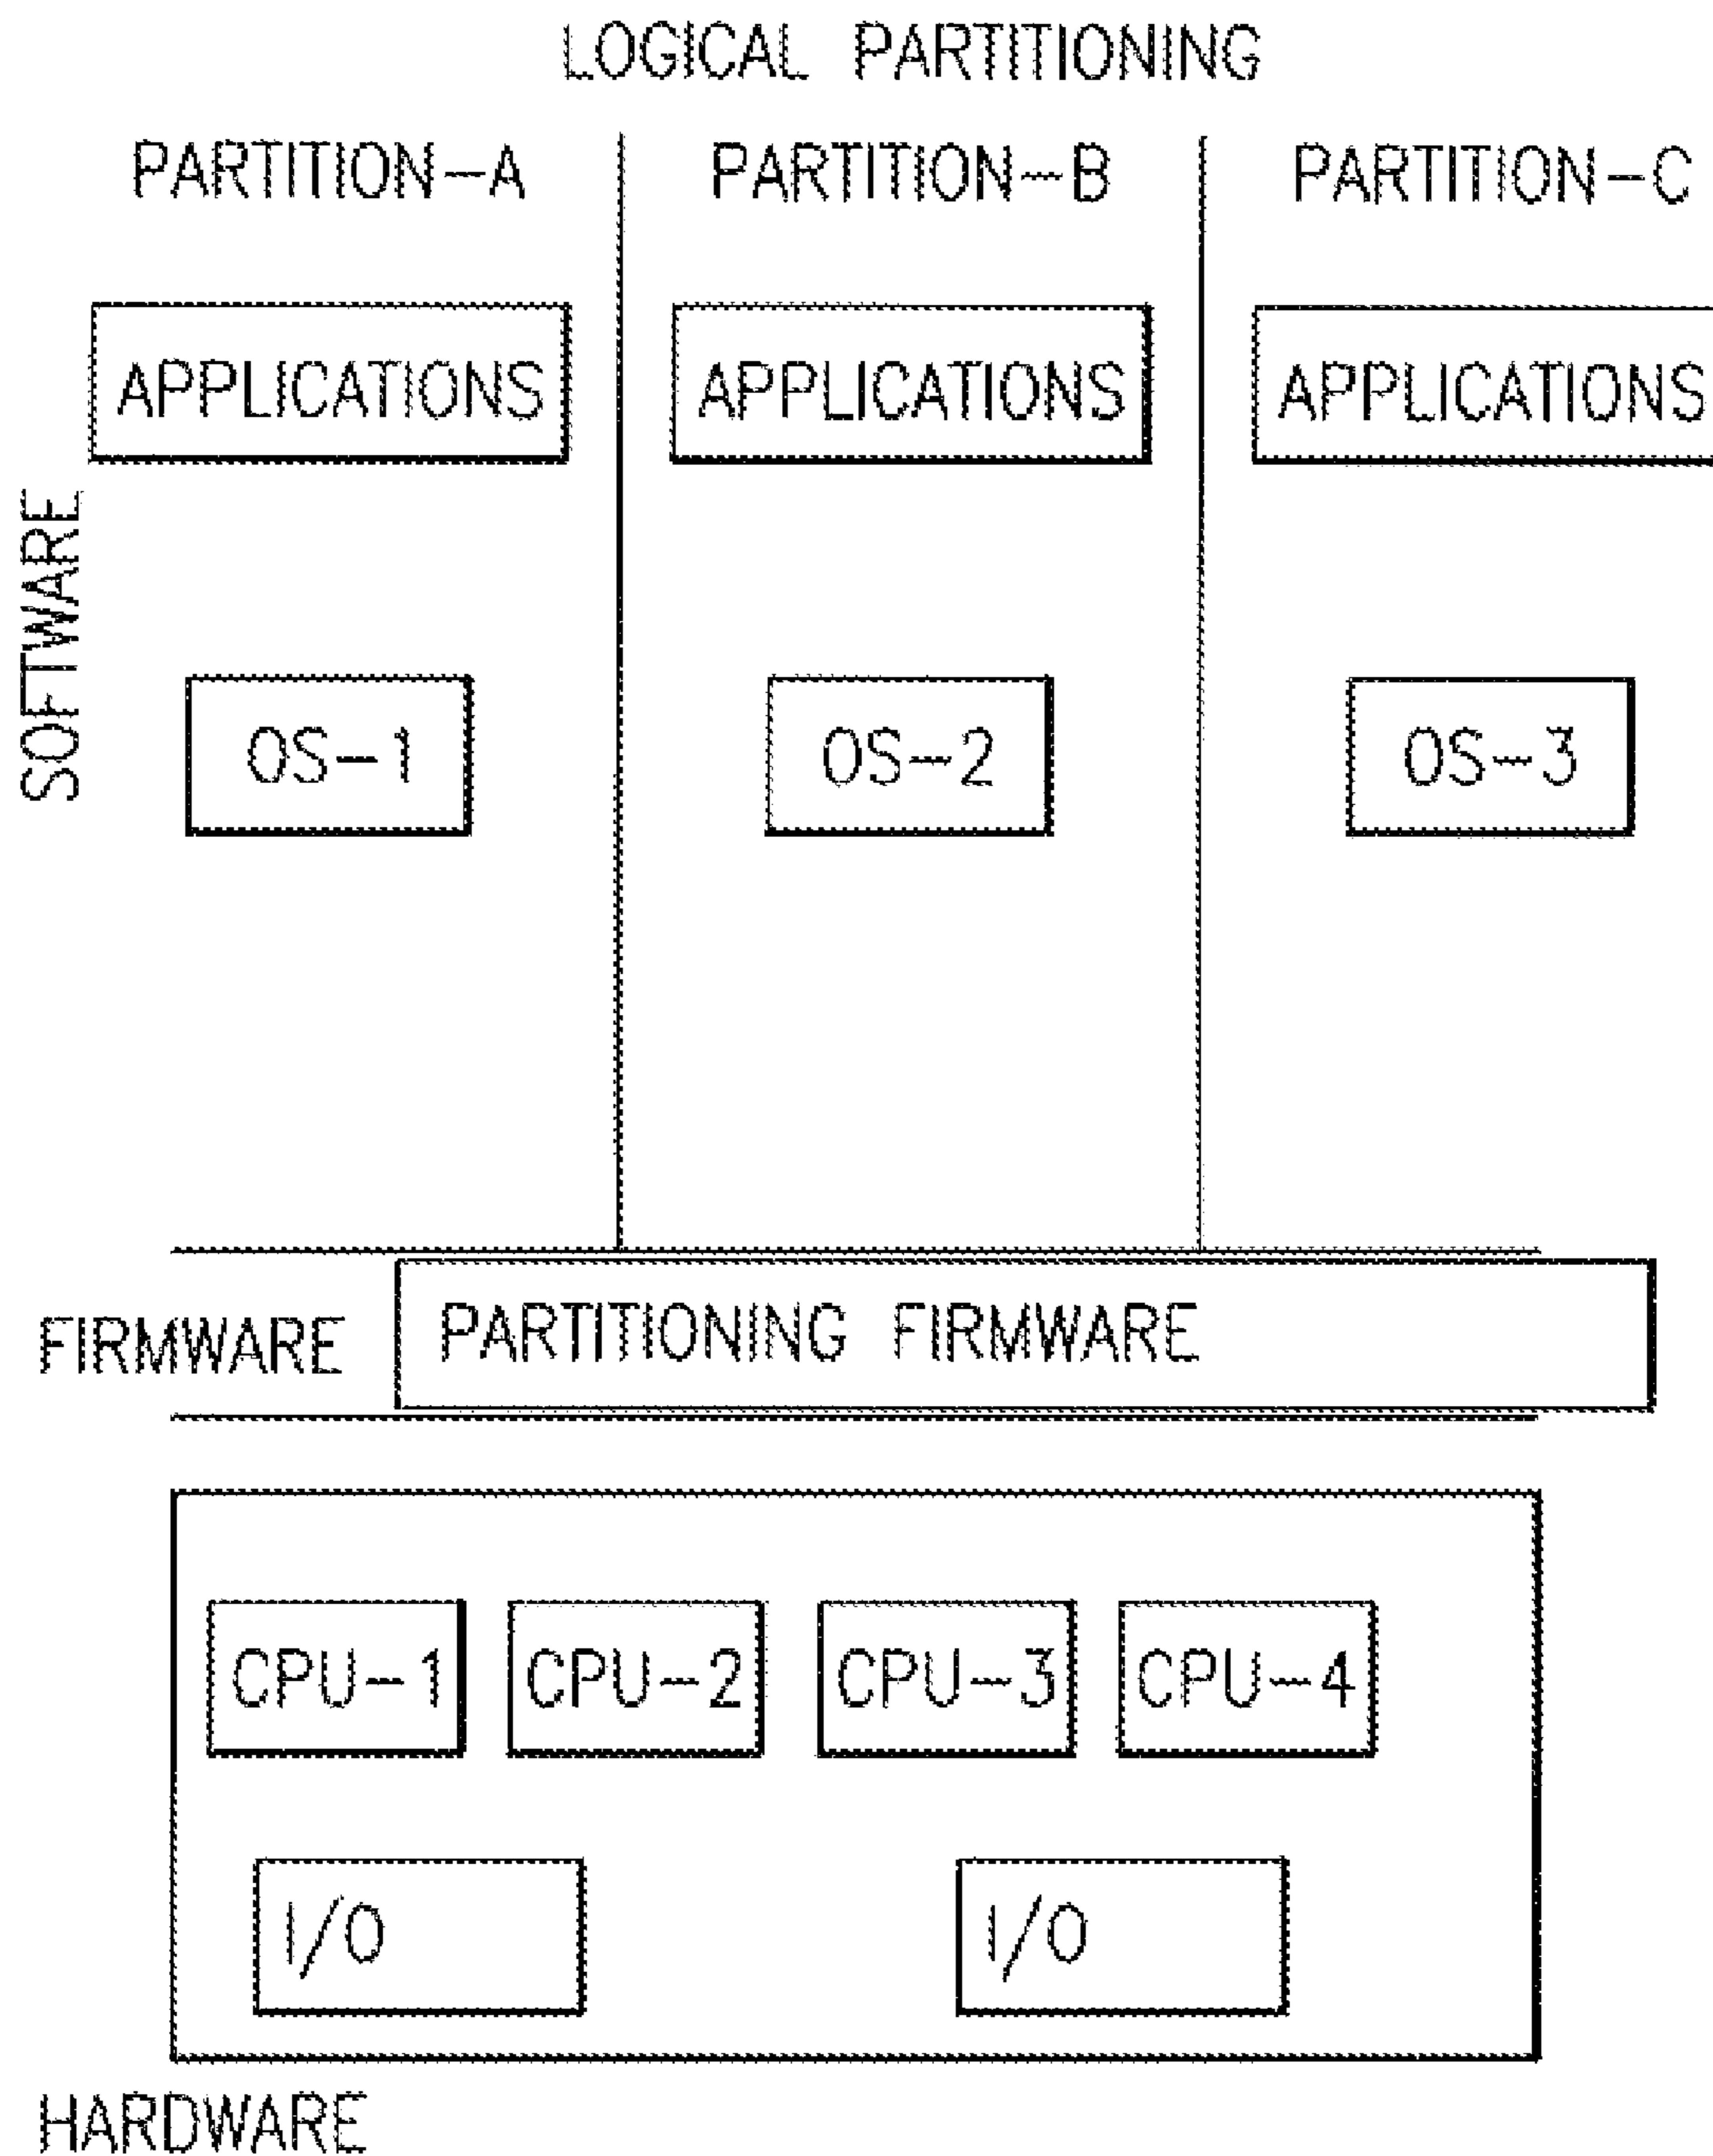 LOGICAL PARTITIONING
PARTITION-A
PARTITION--B
PARTITION-C
APPLICATIONS
APPLICATIONS
APPLICATIONS
SOFTWARE
OS-1
OS-2
OS-3
FIRMWARE
PARTITIONING FIRMWARE
CPU-1
CPU-2
CPU-3
CPU-4
I/O
I/O
HARDWARE